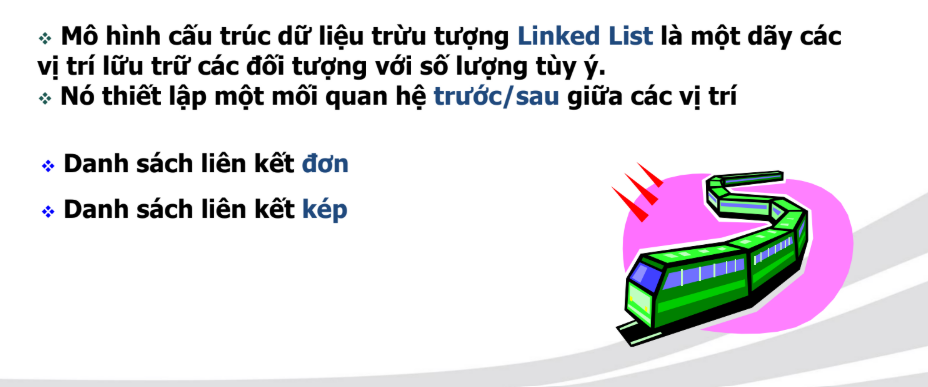 ❖ Mô hình cấu trúc dữ liệu trừu tượng Linked List là một dãy các
vị trí lữu trữ các đối tượng với số lượng tùy ý.
❖ Nó thiết lập một mối quan hệ trước/sau giữa các vị trí
❖ Danh sách liên kết đơn
❖ Danh sách liên kết kép